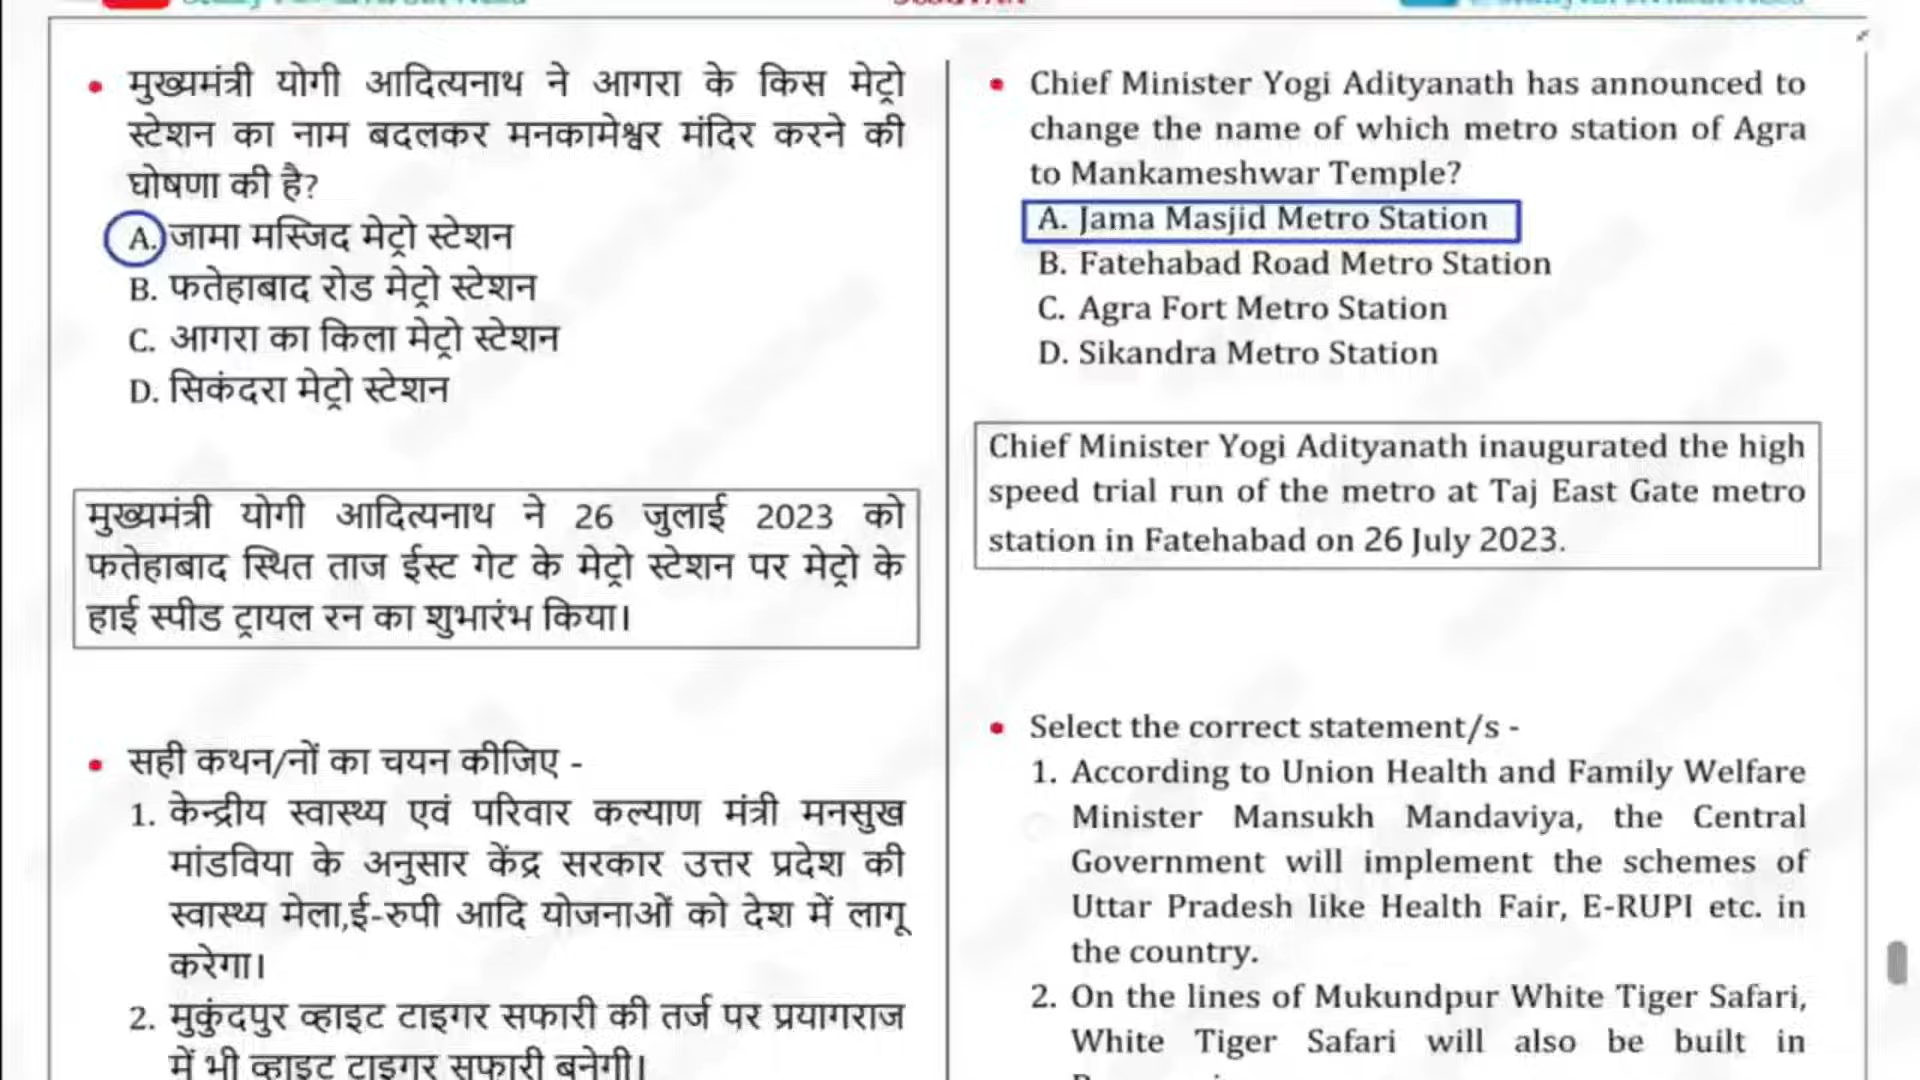 मुख्यमंत्री योगी आदित्यनाथ ने आगरा के किस मेट्रो
स्टेशन का नाम बदलकर मनकामेश्वर मंदिर करने की
घोषणा की है?
A. जामा मस्जिद मेट्रो स्टेशन
B. फतेहाबाद रोड मेट्रो स्टेशन
C. आगरा का किला मेट्रो स्टेशन
D. सिकंदरा मेट्रो स्टेशन
मुख्यमंत्री योगी आदित्यनाथ ने 26 जुलाई 2023 को
फतेहाबाद स्थित ताज ईस्ट गेट के मेट्रो स्टेशन पर मेट्रो के
हाई स्पीड ट्रायल रन का शुभारंभ किया।
सही कथन/नों का चयन कीजिए -
1. केन्द्रीय स्वास्थ्य एवं परिवार कल्याण मंत्री मनसुख
मांडविया के अनुसार केंद्र सरकार उत्तर प्रदेश की
स्वास्थ्य मेला,ई-रुपी आदि योजनाओं को देश में लागू
करेगा।
2. मुकुंदपुर व्हाइट टाइगर सफारी की तर्ज पर प्रयागराज
में भी व्हाइट टाइगर सफारी बनेगी।
Chief Minister Yogi Adityanath has announced to
change the name of which metro station of Agra
to Mankameshwar Temple?
A. Jama Masjid Metro Station
B. Fatehabad Road Metro Station
C. Agra Fort Metro Station
D. Sikandra Metro Station
Chief Minister Yogi Adityanath inaugurated the high
speed trial run of the metro at Taj East Gate metro
station in Fatehabad on 26 July 2023.
Select the correct statement/s -
1. According to Union Health and Family Welfare
Minister Mansukh Mandaviya, the Central
Government will implement the schemes of
Uttar Pradesh like Health Fair, E-RUPI etc. in
the country.
2. On the lines of Mukundpur White Tiger Safari,
White Tiger Safari will also be built in